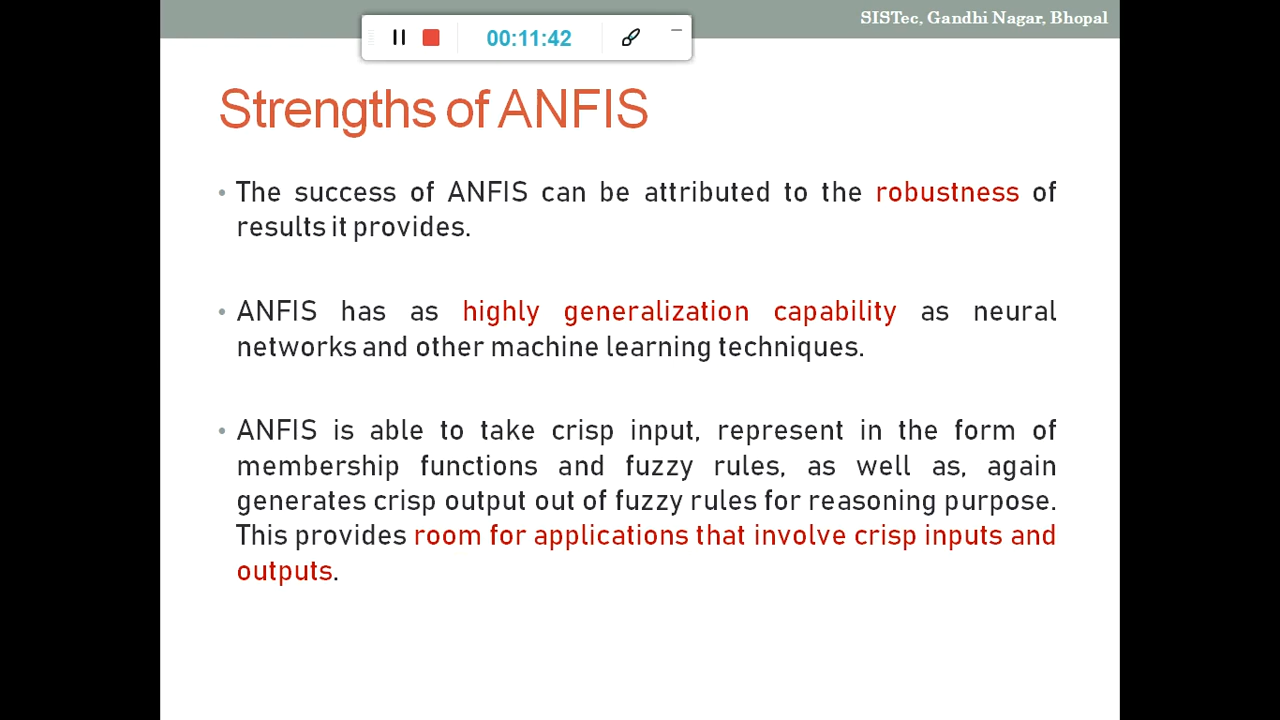 SISTec, Gandhi Nagar, Bhopal
00:11:42
Strengths of ANFIS
• The success of ANFIS can be attributed to the robustness of
results it provides.
• ANFIS has as highly generalization capability as neural
networks and other machine learning techniques.
• ANFIS is able to take crisp input, represent in the form of
membership functions and fuzzy rules, as well as, again
generates crisp output out of fuzzy rules for reasoning purpose.
This provides room for applications that involve crisp inputs and
outputs.